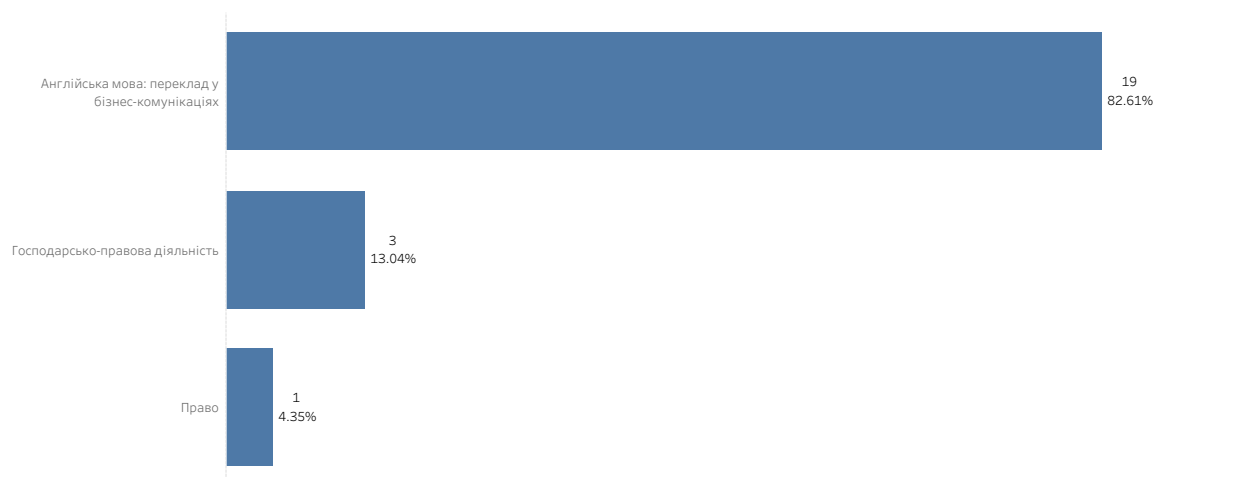 Англійська мова: переклад у
бізнес-комунікаціях
19
82.61%
Господарсько-правова діяльність
3
13.04%
Право
1
4.35%